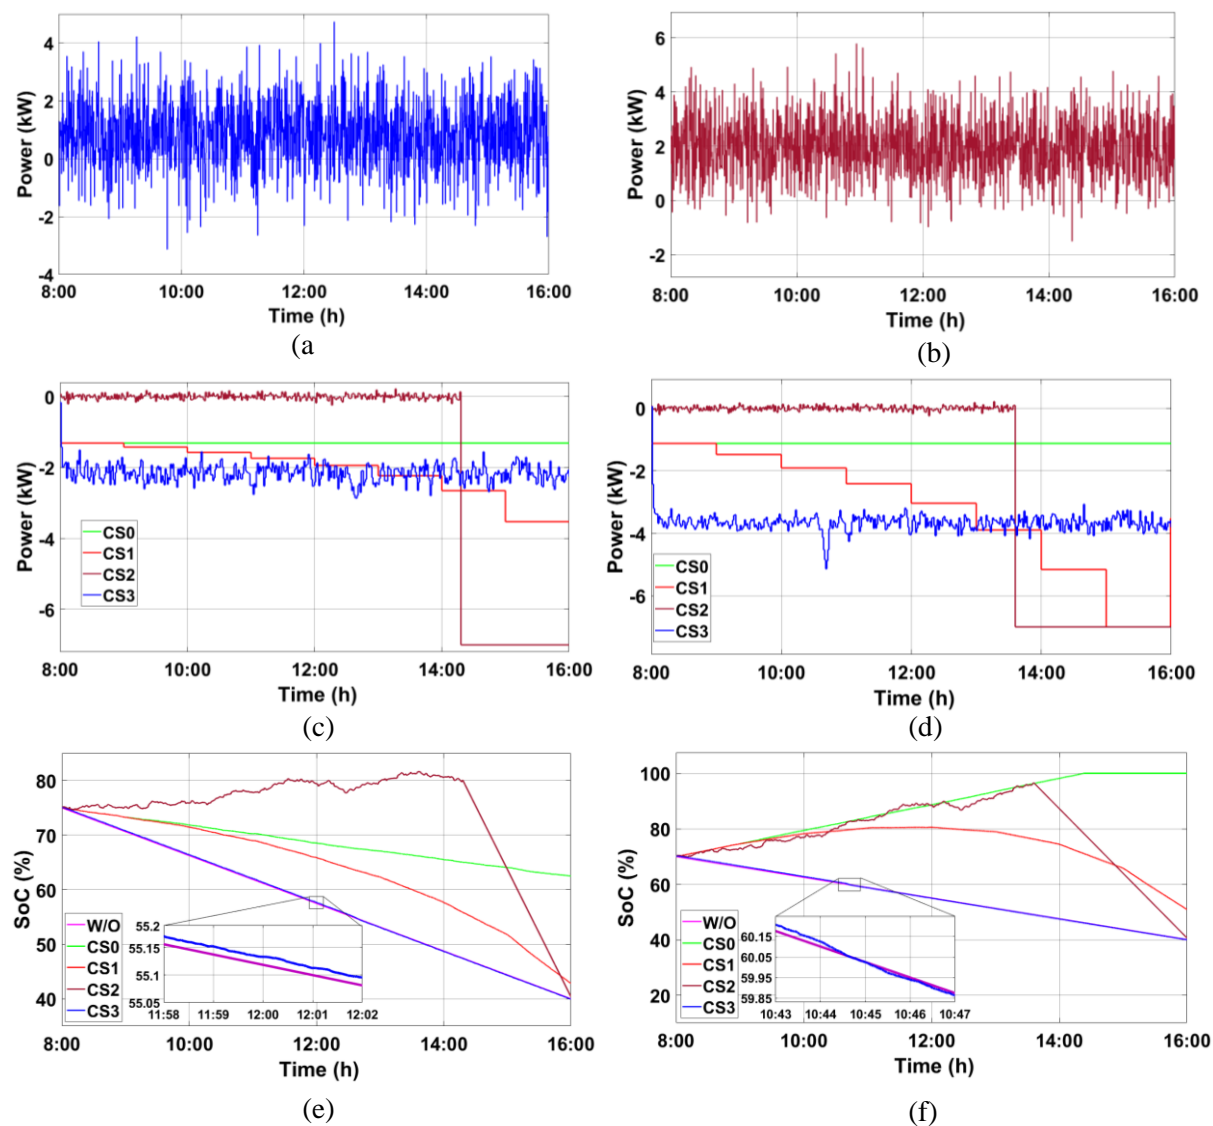 4
2
0
-2
-4
Power (kW)
8:00 10:00 12:00 14:00 16:00
Time (h)
(a
6
4
2
0
-2
Power (kW)
8:00 10:00 12:00 14:00 16:00
Time (h)
(b)
0
-2
-4
-6
Power (kW)
CS0
CS1
CS2
CS3
8:00 10:00 12:00 14:00 16:00
Time (h)
(c)
0
-2
-4
-6
Power (kW)
CS0
CS1
CS2
CS3
8:00 10:00 12:00 14:00 16:00
Time (h)
(d)
80
70
60
50
40
SoC (%)
W/O
CS0
CS1
CS2
CS3
55.2
55.15
55.1
55.05
11:58 11:59 12:00 12:01 12:02
8:00 10:00 12:00 14:00 16:00
Time (h)
(e)
100
80
60
40
20
SoC (%)
W/O
CS0
CS1
CS2
CS3
60.15
60.05
59.95
59.85
10:43 10:44 10:45 10:46 10:47
8:00 10:00 12:00 14:00 16:00
Time (h)
(f)